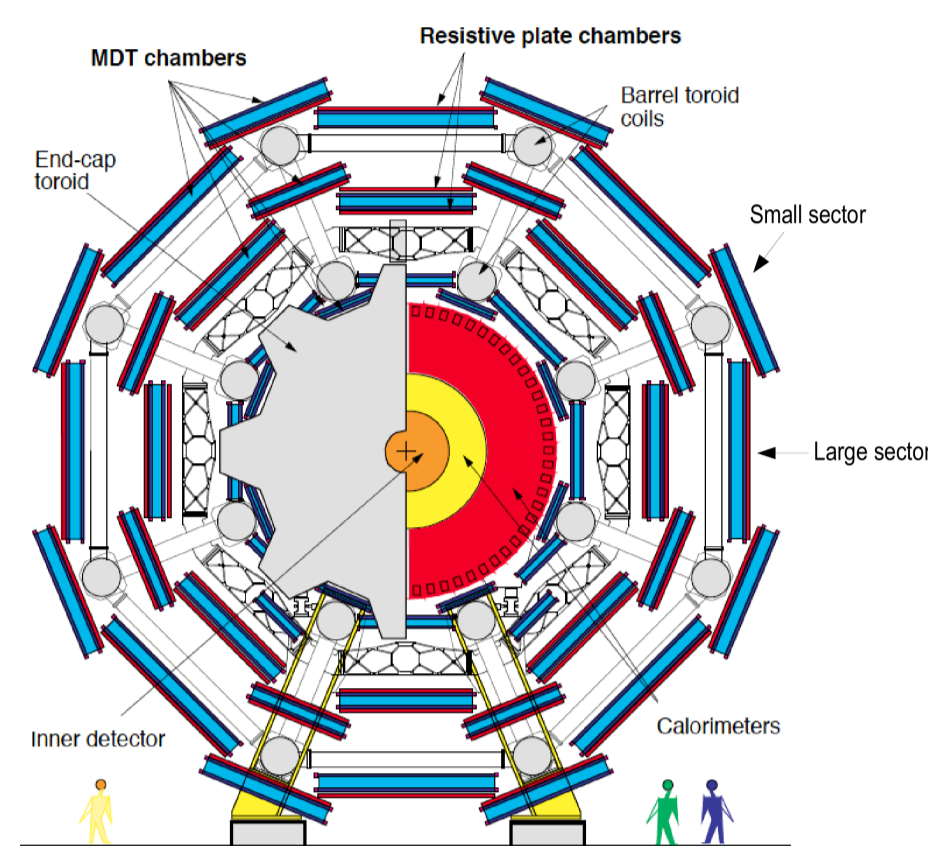 Resistive plate chambers
MDT chambers
Barrel toroid
coils
End-cap
toroid
Small sector
Large sector
Inner detector
Calorimeters